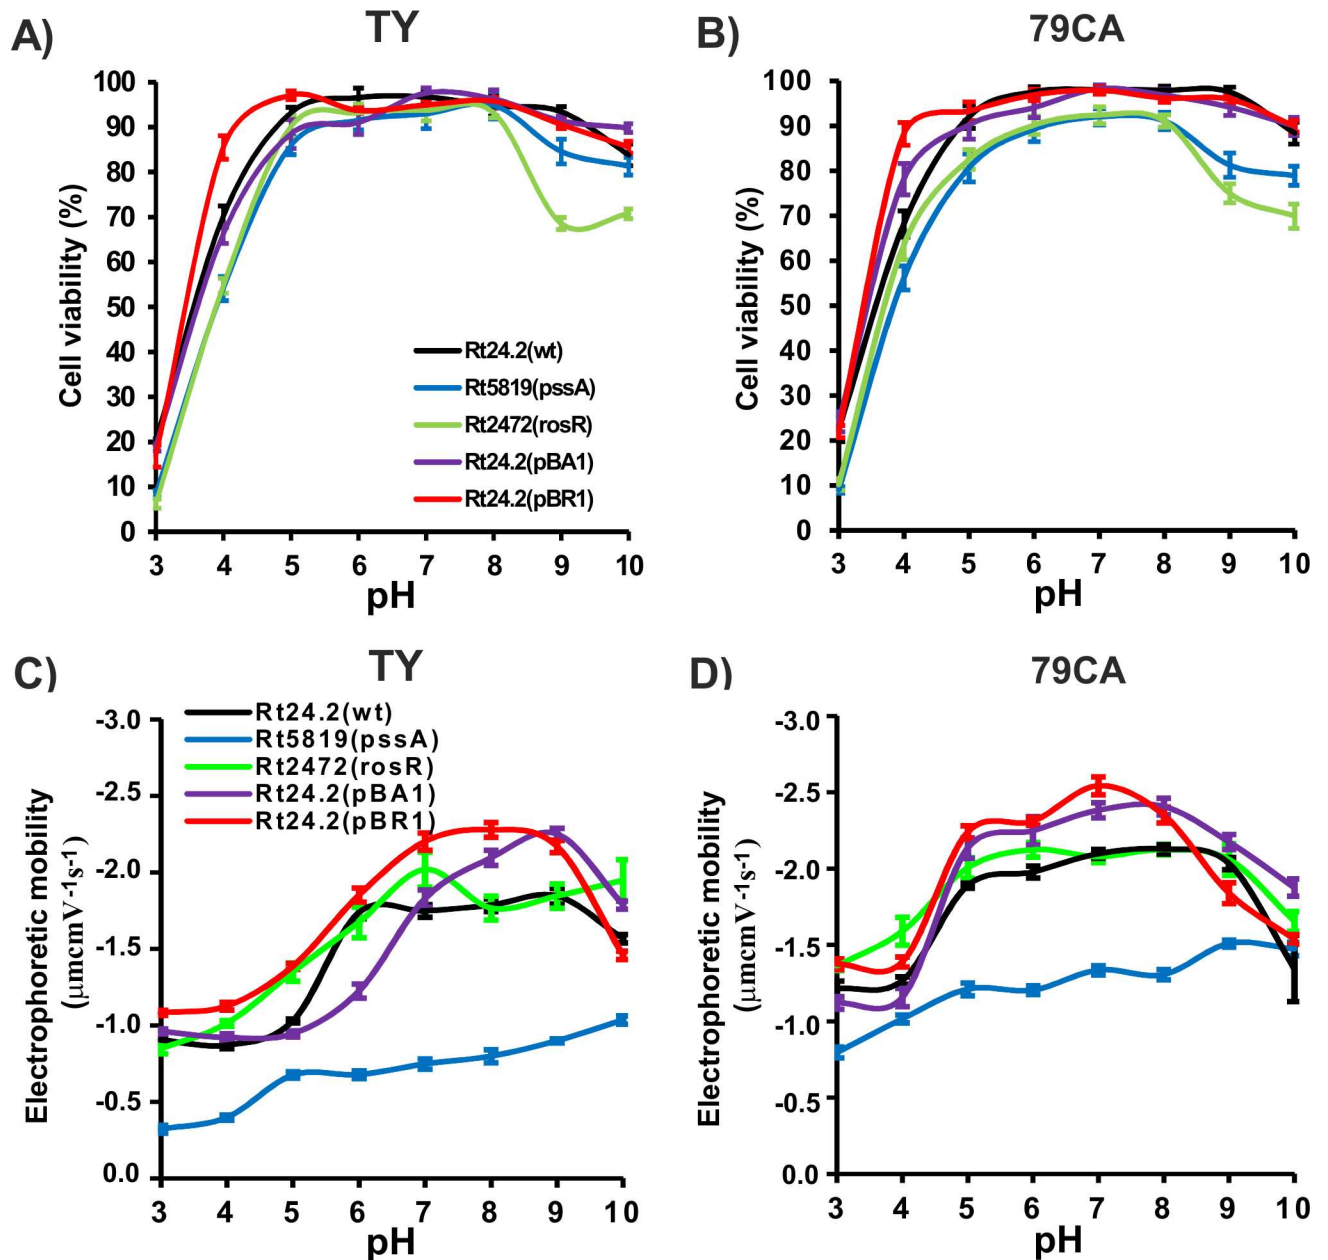 A)
TY
Cell viability (%)
100
90
80
70
60
50
40
30
20
10
0
Rt24.2(wt)
Rt5819(pssA)
Rt2472(rosR)
Rt24.2(pBA1)
Rt24.2(pBR1)
3 4 5 6 7 8 9 10
pH
B)
79CA
Cell viability (%)
100
90
80
70
60
50
40
30
20
10
0
3 4 5 6 7 8 9 10
pH
C)
TY
Electrophoretic mobility
(μmcmV⁻¹s⁻¹)
-3.0
-2.5
-2.0
-1.5
-1.0
-0.5
0.0
Rt24.2(wt)
Rt5819(pssA)
Rt2472(rosR)
Rt24.2(pBA1)
Rt24.2(pBR1)
3 4 5 6 7 8 9 10
pH
D)
79CA
Electrophoretic mobility
(μmcmV⁻¹s⁻¹)
-3.0
-2.5
-2.0
-1.5
-1.0
-0.5
0.0
3 4 5 6 7 8 9 10
pH